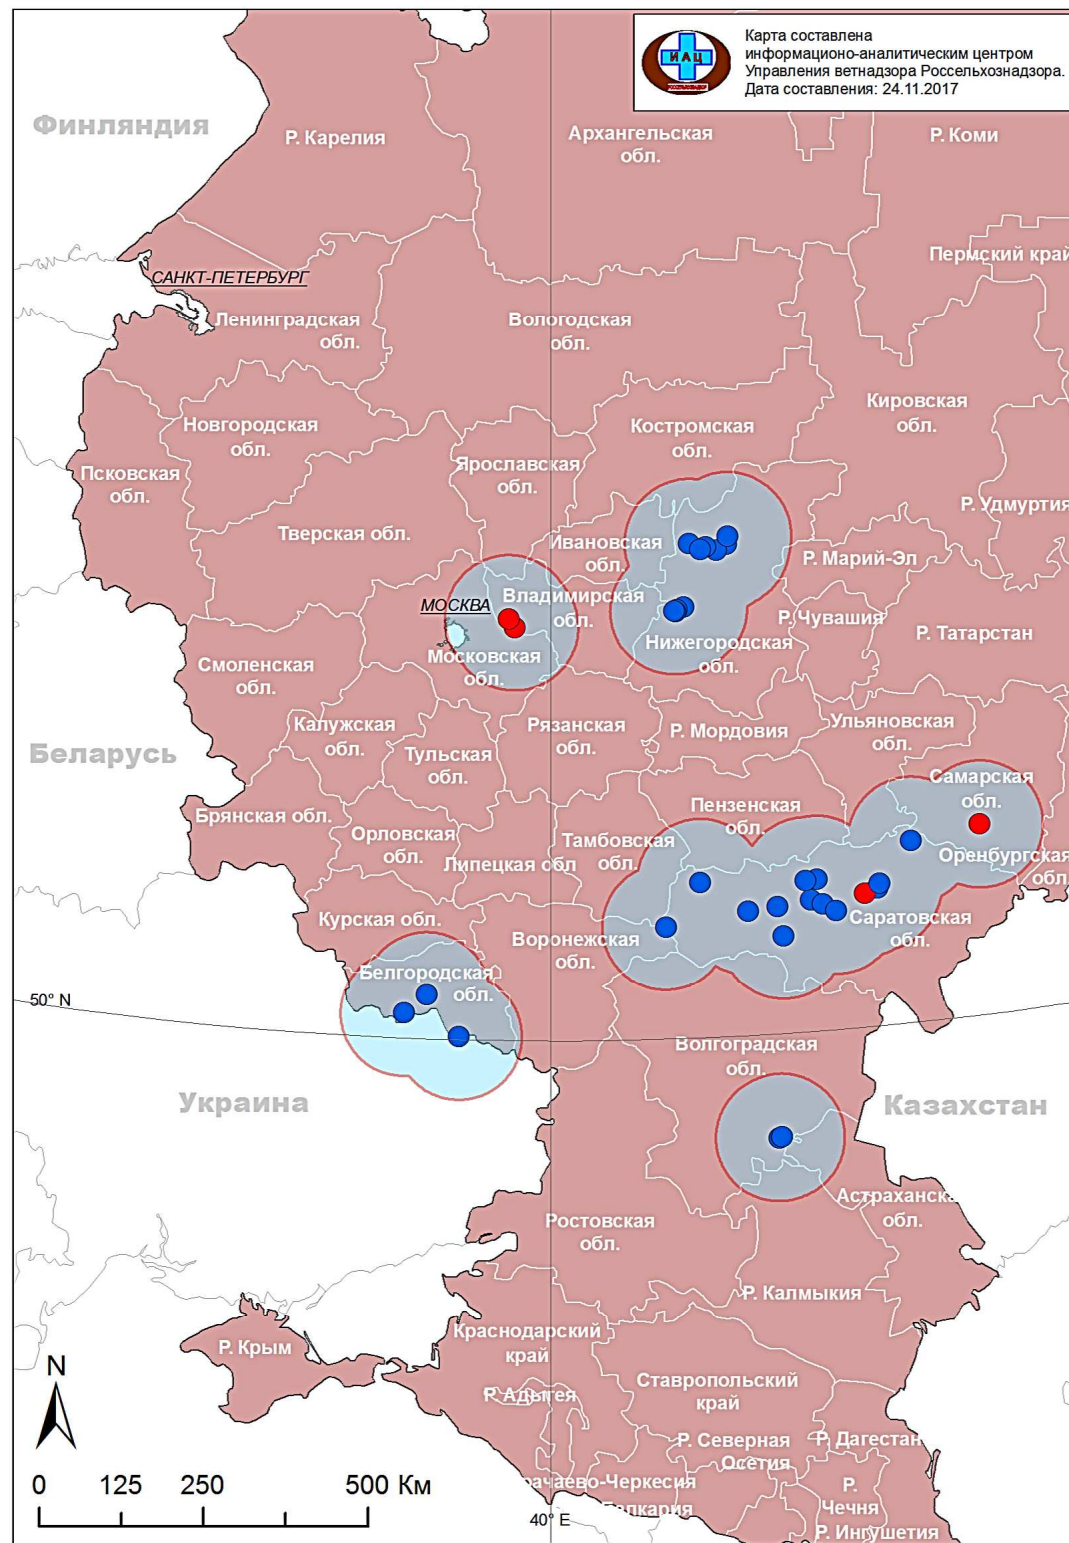 Карта составлена
информационо-аналитическим центром
Управления ветнадзора Россельхознадзора.
Дата составления: 24.11.2017
ИАЦ
Финляндия
Р. Карелия
Архангельская
обл.
Р. Коми
Пермский край
САНКТ-ПЕТЕРБУРГ
Ленинградская
обл.
Вологодская
обл.
Кировская
обл.
Новгородская
обл.
Костромская
обл.
Псковская
обл.
Ярославская
обл.
Р. Удмуртия
Тверская обл.
Ивановская
обл.
Р. Марий-Эл
МОСКВА
Владимирская
обл.
Р. Чувашия
Р. Татарстан
Нижегородская
обл.
Московская
обл.
Смоленская
обл.
Калужская
обл.
Рязанская
обл.
Р. Мордовия
Ульяновская
обл.
Тульская
обл.
Беларусь
Самарская
обл.
Брянская обл.
Пензенская
обл.
Орловская
обл.
Липецкая обл
Тамбовская
обл.
Оренбургская
обл.
Курская обл.
Воронежская
обл.
Саратовская
обл.
Белгородская
обл.
50° N
Волгоградская
обл.
Украина
Казахстан
Астраханска
обл.
Ростовская
обл.
Р. Калмыкия
Р. Крым
Краснодарский
край
Р. Адыгея
Ставропольский
край
N
Р. Северная
Осетия
Р. Дагестан
0 125 250 500 Км
рачаево-Черкесия
Балкария
Р.
Чечня
40° E
Р. Ингушетия